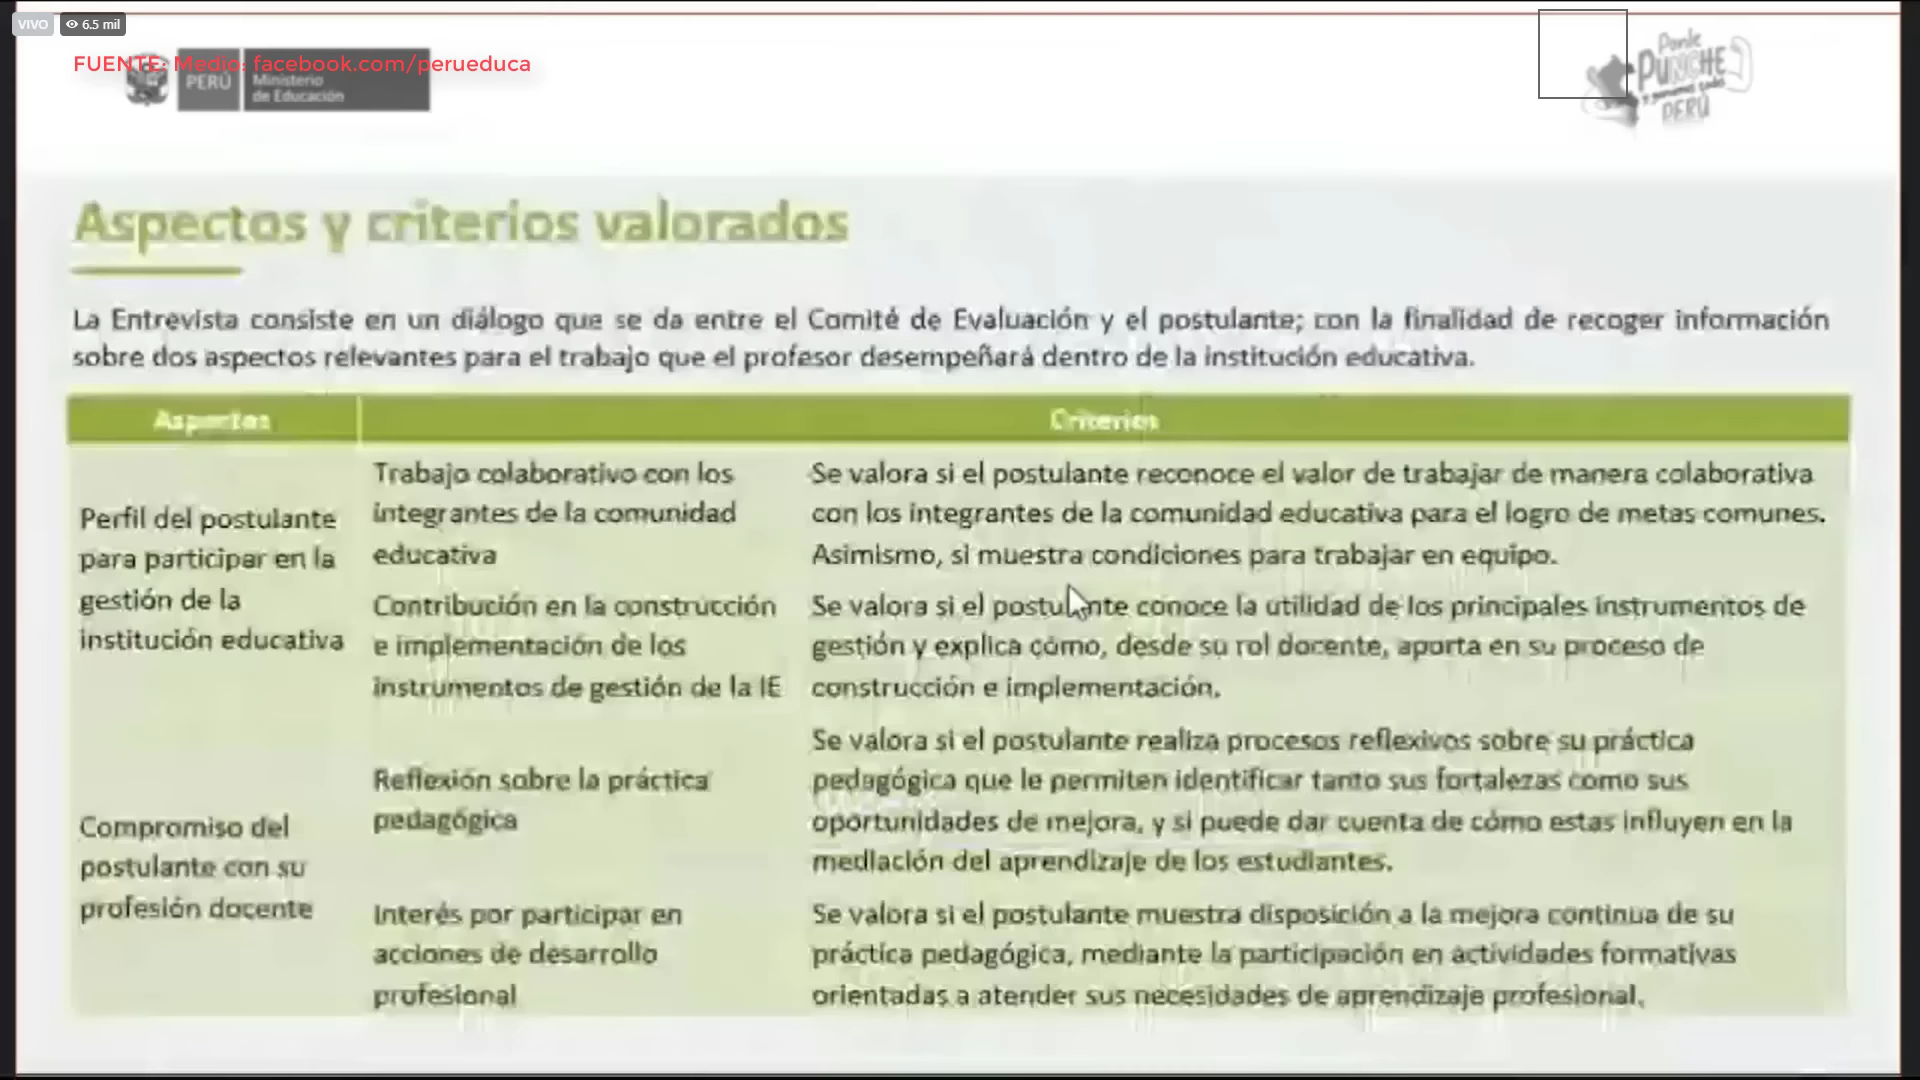 VIVO 6.5 mil
FUENTE: Medio: facebook.com/perueduca
PERÚ
Ministerio
de Educación
Ponle
PUNCHE
PERÚ
Aspectos y criterios valorados
La Entrevista consiste en un diálogo que se da entre el Comité de Evaluación y el postulante; con la finalidad de recoger información
sobre dos aspectos relevantes para el trabajo que el profesor desempeñará dentro de la institución educativa.
Aspectos
Criterios
Perfil del postulante
para participar en la
gestión de la
institución educativa
Trabajo colaborativo con los
integrantes de la comunidad
educativa
Se valora si el postulante reconoce el valor de trabajar de manera colaborativa
con los integrantes de la comunidad educativa para el logro de metas comunes.
Asimismo, si muestra condiciones para trabajar en equipo.
Contribución en la construcción
e implementación de los
instrumentos de gestión de la IE
Se valora si el postulante conoce la utilidad de los principales instrumentos de
gestión y explica cómo, desde su rol docente, aporta en su proceso de
construcción e implementación.
Compromiso del
postulante con su
profesión docente
Reflexión sobre la práctica
pedagógica
Se valora si el postulante realiza procesos reflexivos sobre su práctica
pedagógica que le permiten identificar tanto sus fortalezas como sus
oportunidades de mejora, y si puede dar cuenta de cómo estas influyen en la
mediación del aprendizaje de los estudiantes.
Interés por participar en
acciones de desarrollo
profesional
Se valora si el postulante muestra disposición a la mejora continua de su
práctica pedagógica, mediante la participación en actividades formativas
orientadas a atender sus necesidades de aprendizaje profesional.